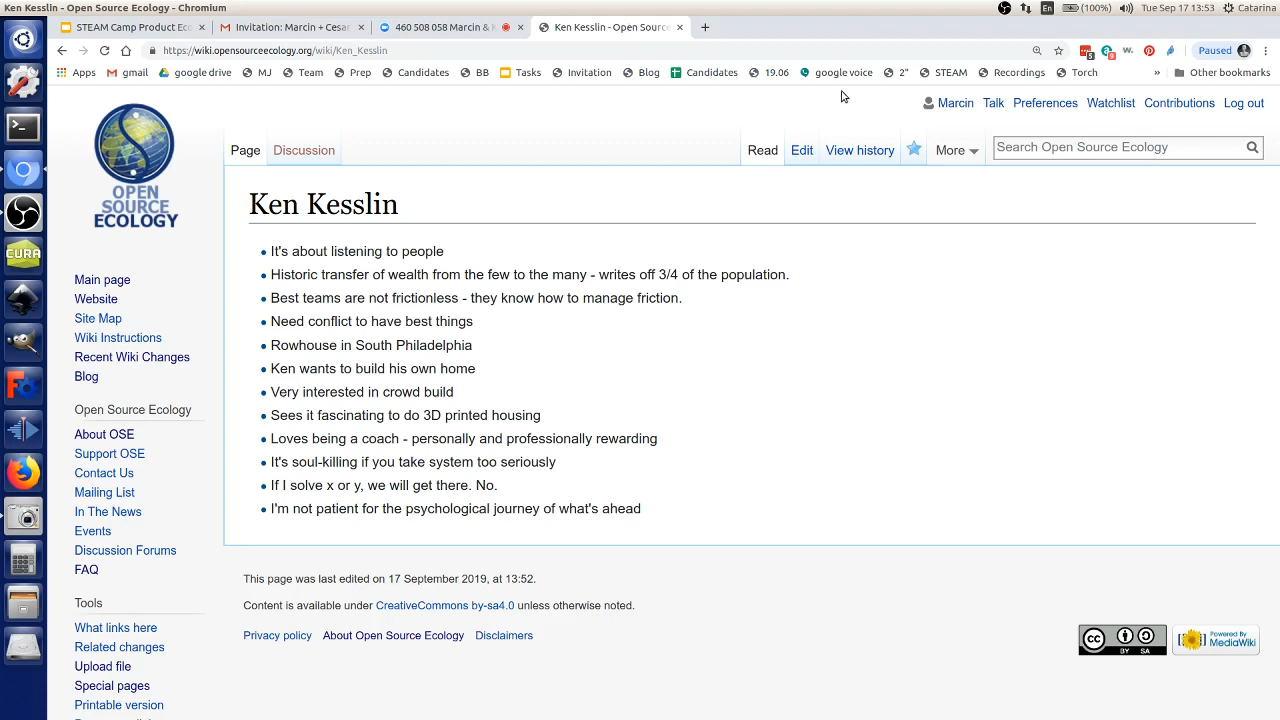 Ken Kesslin - Open Source Ecology - Chromium
En (100%) Tue Sep 17 13:53 Catarina
STEAM Camp Product Eco
Invitation: Marcin + Cesar
460 508 058 Marcin & K
Ken Kesslin - Open Source
https://wiki.opensourceecology.org/wiki/Ken_Kesslin
5 9 w. Paused
Apps gmail google drive MJ Team Prep Candidates BB Tasks Invitation Blog Candidates 19.06 google voice 2" STEAM Recordings Torch » Other bookmarks
Marcin Talk Preferences Watchlist Contributions Log out
Page Discussion Read Edit View history More Search Open Source Ecology
OPEN
SOURCE
ECOLOGY
CURA
Ken Kesslin
It's about listening to people
Historic transfer of wealth from the few to the many - writes off 3/4 of the population.
Best teams are not frictionless - they know how to manage friction.
Need conflict to have best things
Rowhouse in South Philadelphia
Ken wants to build his own home
Very interested in crowd build
Sees it fascinating to do 3D printed housing
Loves being a coach - personally and professionally rewarding
It's soul-killing if you take system too seriously
If I solve x or y, we will get there. No.
I'm not patient for the psychological journey of what's ahead
Main page
Website
Site Map
Wiki Instructions
Recent Wiki Changes
Blog
Open Source Ecology
About OSE
Support OSE
Contact Us
Mailing List
In The News
Events
Discussion Forums
FAQ
Tools
What links here
Related changes
Upload file
Special pages
Printable version
This page was last edited on 17 September 2019, at 13:52.
Content is available under CreativeCommons by-sa4.0 unless otherwise noted.
Privacy policy About Open Source Ecology Disclaimers
cc BY SA
Powered By
MediaWiki